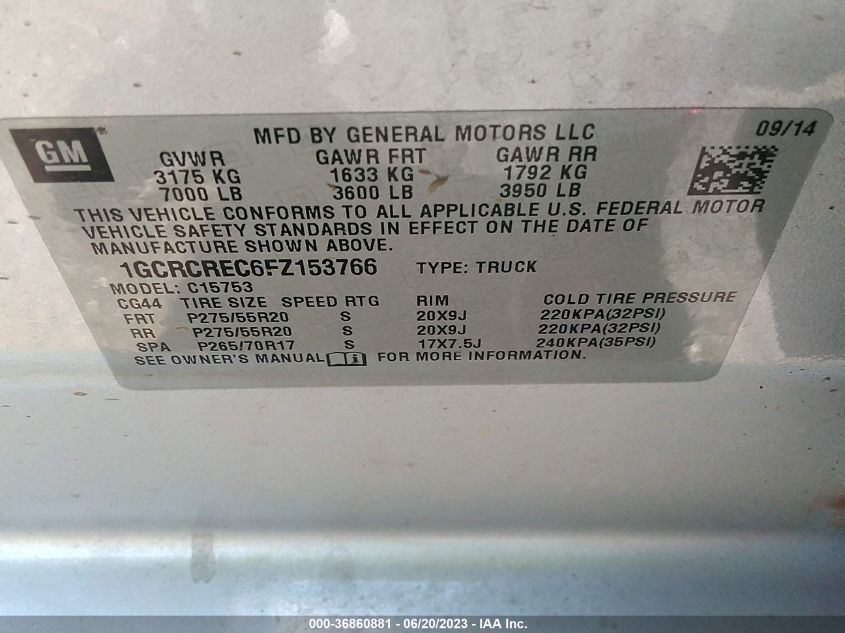 GM
MFD BY GENERAL MOTORS LLC
09/14
GVWR GAWR FRT GAWR RR
3175 KG 1633 KG 1792 KG
7000 LB 3600 LB 3950 LB
THIS VEHICLE CONFORMS TO ALL APPLICABLE U.S. FEDERAL MOTOR
VEHICLE SAFETY STANDARDS IN EFFECT ON THE DATE OF
MANUFACTURE SHOWN ABOVE.
1GCRCREC6FZ153766 TYPE: TRUCK
MODEL: C15753
CG44 TIRE SIZE SPEED RTG RIM COLD TIRE PRESSURE
FRT P275/55R20 S 20X9J 220KPA(32PSI)
RR P275/55R20 S 20X9J 220KPA(32PSI)
SPA P265/70R17 S 17X7.5J 240KPA(35PSI)
SEE OWNER'S MANUAL FOR MORE INFORMATION.
000-36860881 - 06/20/2023 - IAA Inc.